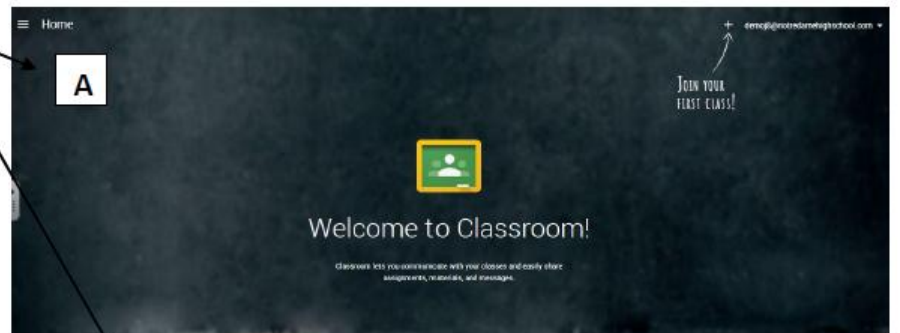 Home
+ demojl@notredamehighschool.com
A
JOIN YOUR
FIRST CLASS!
Welcome to Classroom!
Classroom lets you communicate with your classes and easily share
assignments, materials, and messages.